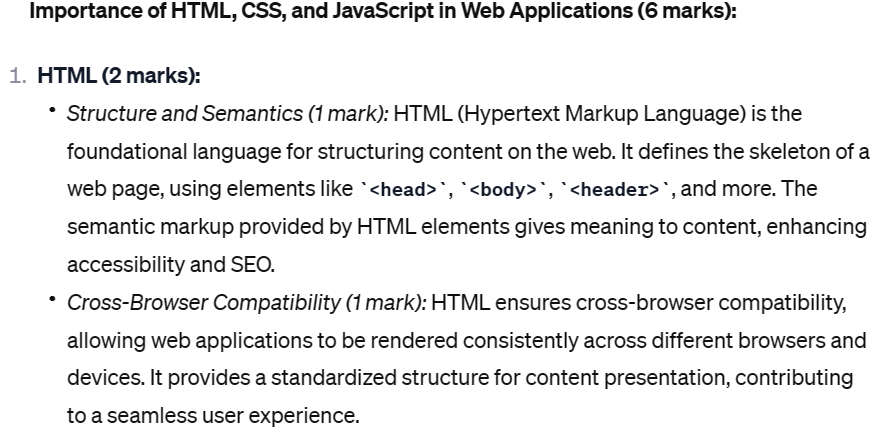 Importance of HTML, CSS, and JavaScript in Web Applications (6 marks):
1. HTML (2 marks):
• Structure and Semantics (1 mark): HTML (Hypertext Markup Language) is the
foundational language for structuring content on the web. It defines the skeleton of a
web page, using elements like `<head>`, `<body>`, `<header>`, and more. The
semantic markup provided by HTML elements gives meaning to content, enhancing
accessibility and SEO.
• Cross-Browser Compatibility (1 mark): HTML ensures cross-browser compatibility,
allowing web applications to be rendered consistently across different browsers and
devices. It provides a standardized structure for content presentation, contributing
to a seamless user experience.